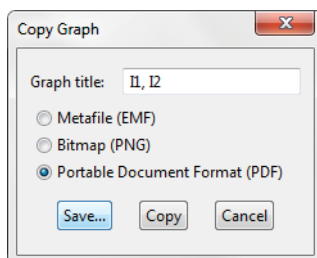 Copy Graph
Graph title: I1, I2
Metafile (EMF)
Bitmap (PNG)
Portable Document Format (PDF)
Save... Copy Cancel